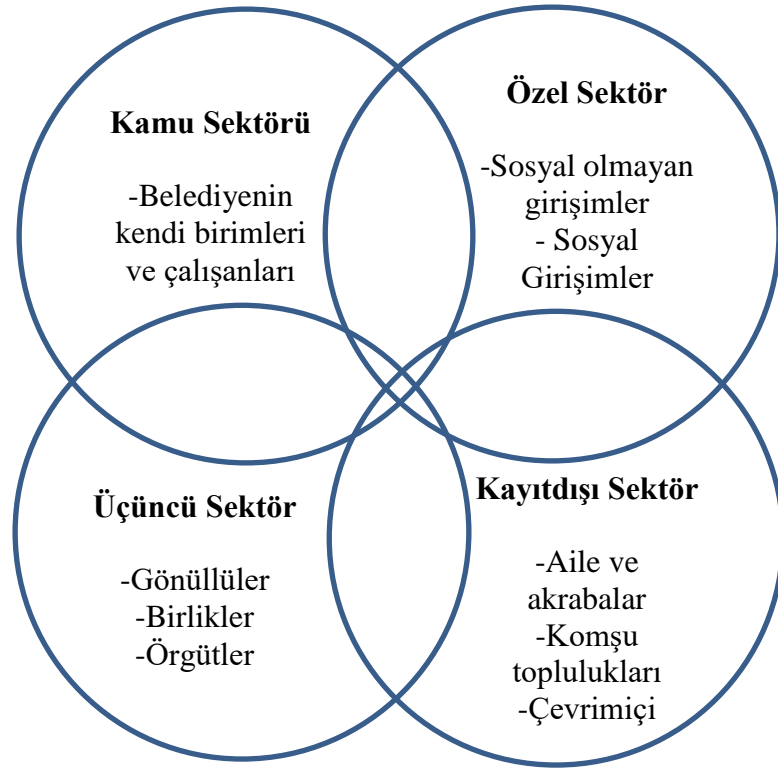 Kamu Sektörü
-Belediyenin
kendi birimleri
ve çalışanları
Özel Sektör
-Sosyal olmayan
girişimler
- Sosyal
Girişimler
Üçüncü Sektör
-Gönüllüler
-Birlikler
-Örgütler
Kayıtdışı Sektör
-Aile ve
akrabalar
-Komşu
toplulukları
-Çevrimiçi